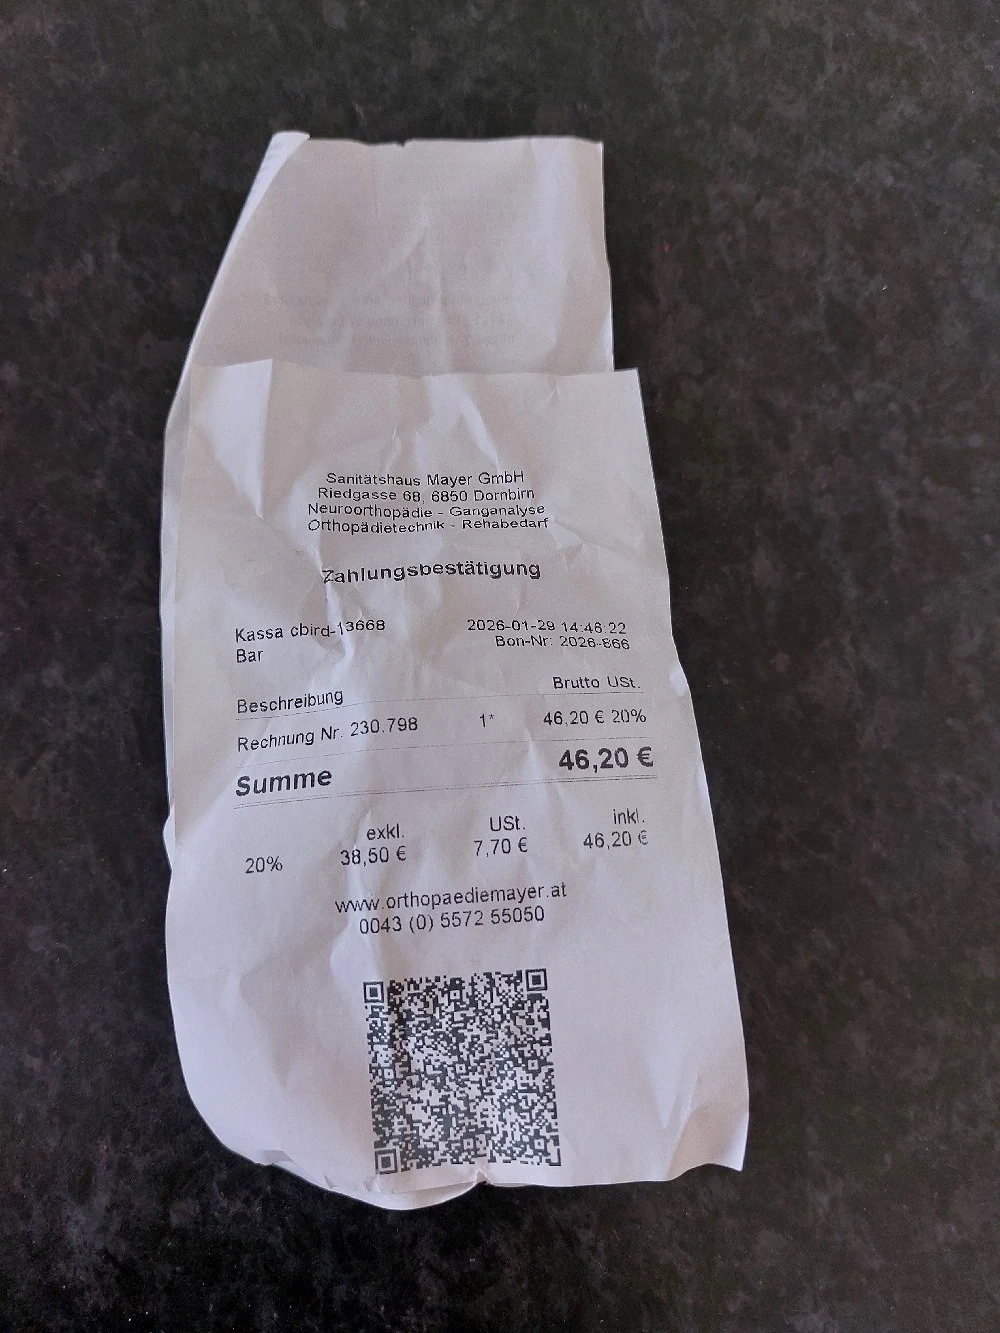 Sanitätshaus Mayer GmbH
Riedgasse 68, 6850 Dornbirn
Neuroorthopädie - Ganganalyse
Orthopädietechnik - Rehabedarf
Zahlungsbestätigung
Kassa cbird-13668 2026-01-29 14:48:22
Bar Bon-Nr: 2026-866
Beschreibung Brutto USt.
Rechnung Nr. 230.798 1* 46,20 € 20%
Summe 46,20 €
exkl. USt. inkl.
20% 38,50 € 7,70 € 46,20 €
www.orthopaediemayer.at
0043 (0) 5572 55050